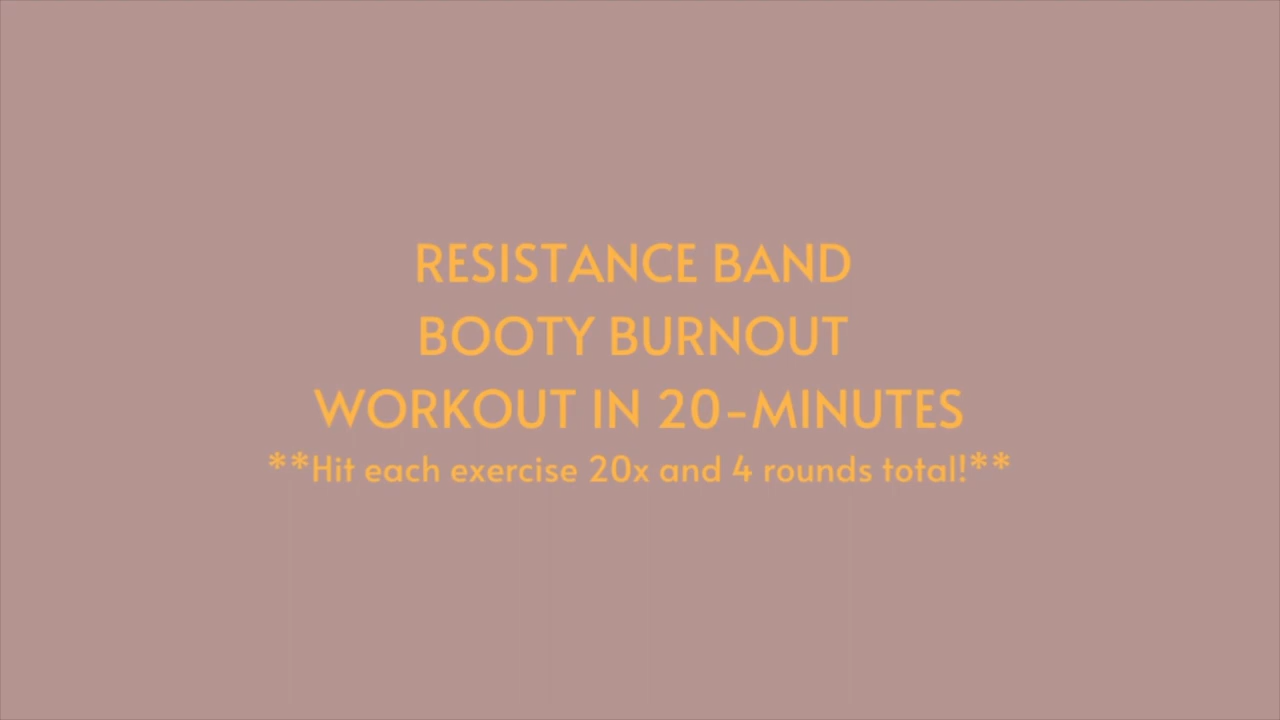 RESISTANCE BAND
BOOTY BURNOUT
WORKOUT IN 20-MINUTES
**Hit each exercise 20x and 4 rounds total!**